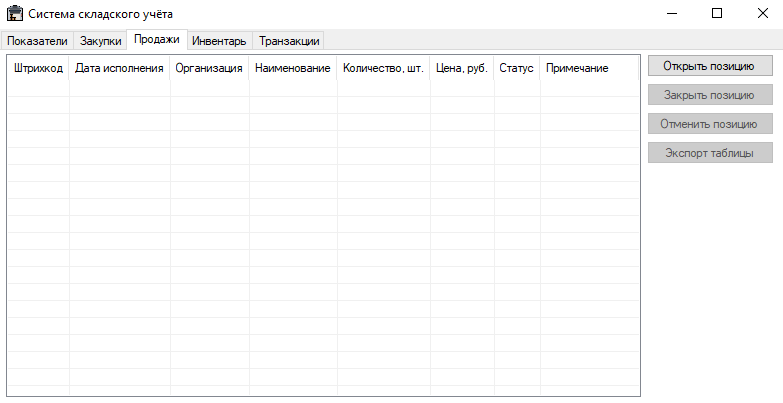 Система складского учёта
Показатели Закупки Продажи Инвентарь Транзакции
Штрихкод Дата исполнения Организация Наименование Количество, шт. Цена, руб. Статус Примечание
Открыть позицию
Закрыть позицию
Отменить позицию
Экспорт таблицы